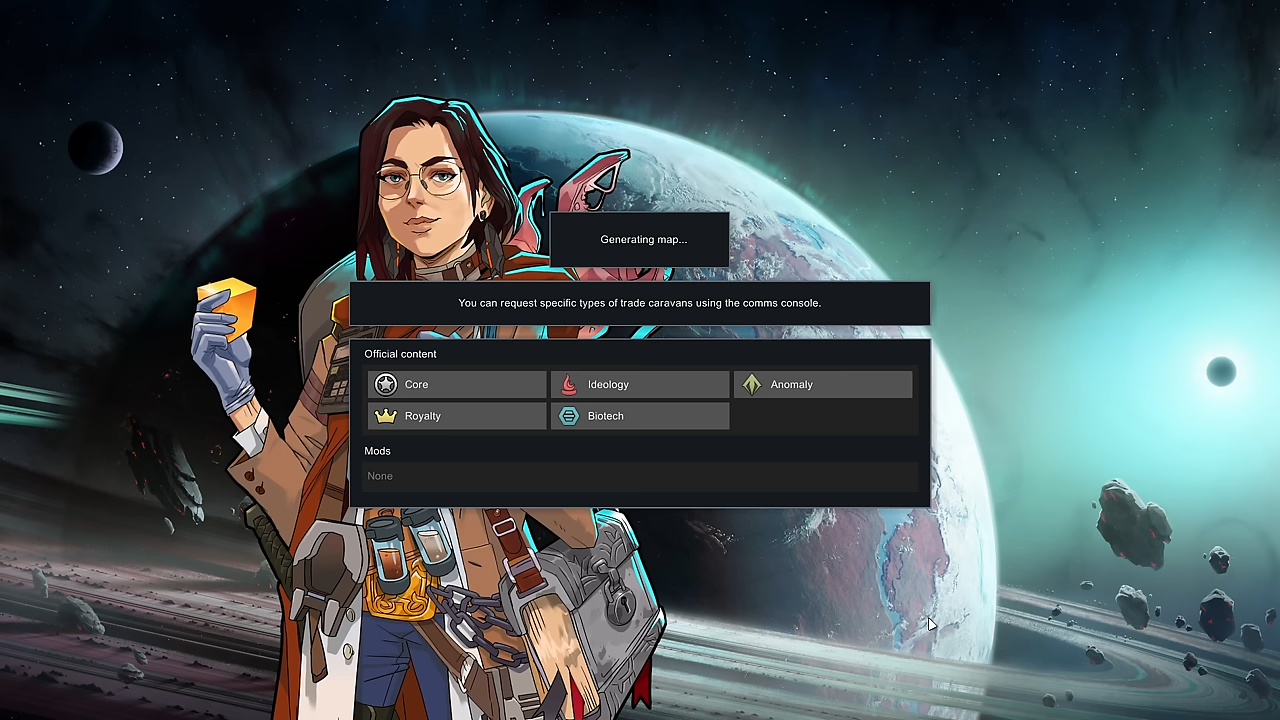 Generating map...
You can request specific types of trade caravans using the comms console.
Official content
Core
Ideology
Anomaly
Royalty
Biotech
Mods
None